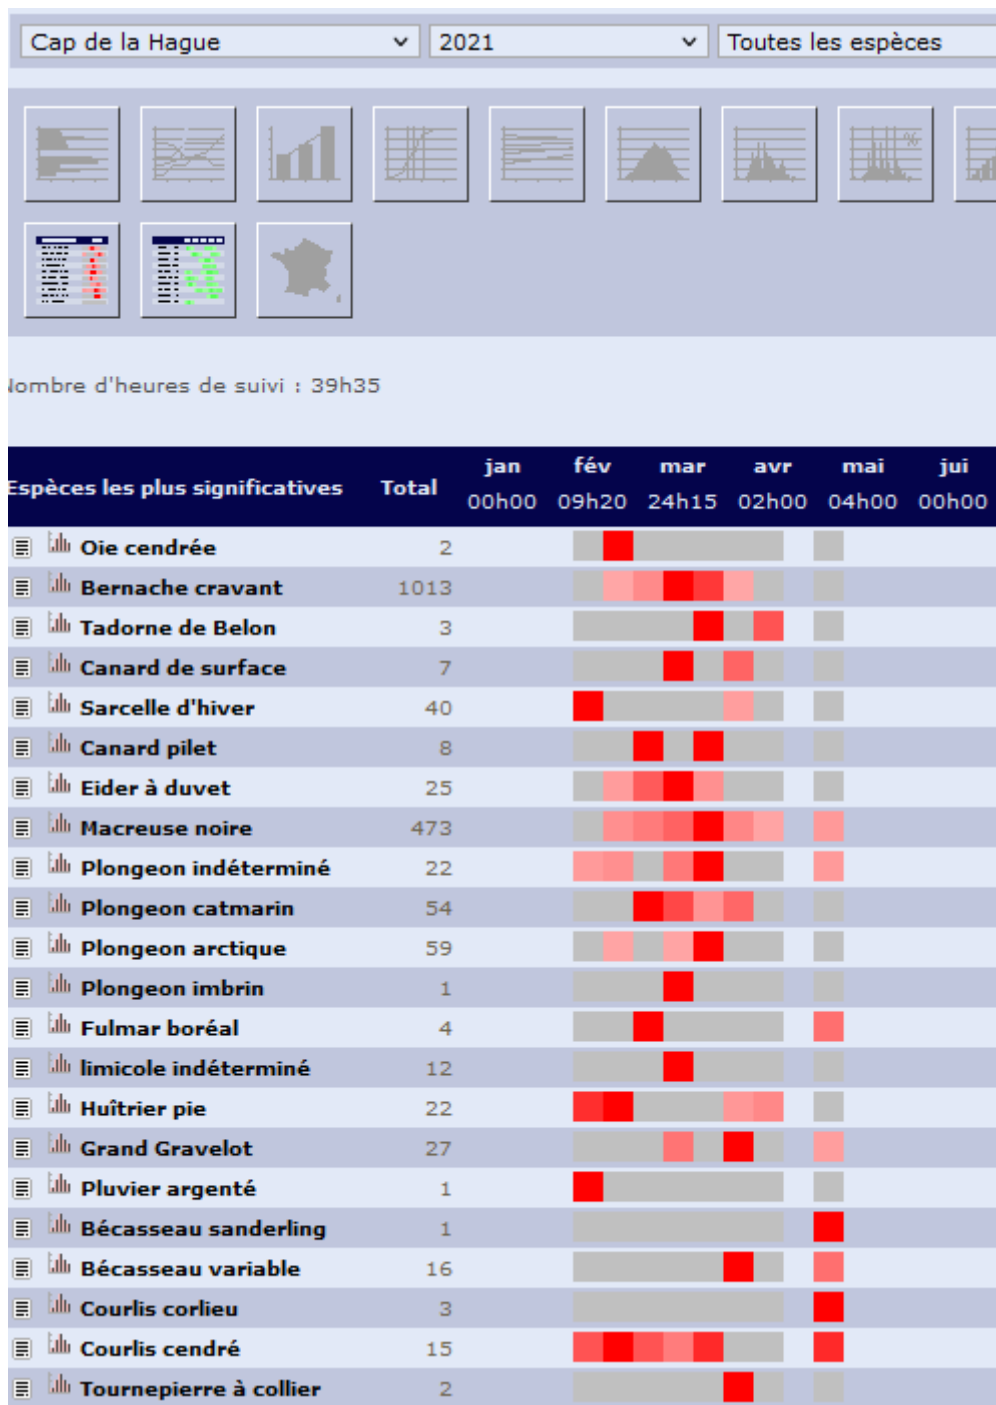 Cap de la Hague 2021 Toutes les espèces
%
Nombre d'heures de suivi : 39h35
Espèces les plus significatives Total jan fév mar avr mai jui
00h00 09h20 24h15 02h00 04h00 00h00
Oie cendrée 2
Bernache cravant 1013
Tadorne de Belon 3
Canard de surface 7
Sarcelle d'hiver 40
Canard pilet 8
Eider à duvet 25
Macreuse noire 473
Plongeon indéterminé 22
Plongeon catmarin 54
Plongeon arctique 59
Plongeon imbrin 1
Fulmar boréal 4
limicole indéterminé 12
Huîtrier pie 22
Grand Gravelot 27
Pluvier argenté 1
Bécasseau sanderling 1
Bécasseau variable 16
Courlis corlieu 3
Courlis cendré 15
Tournepierre à collier 2